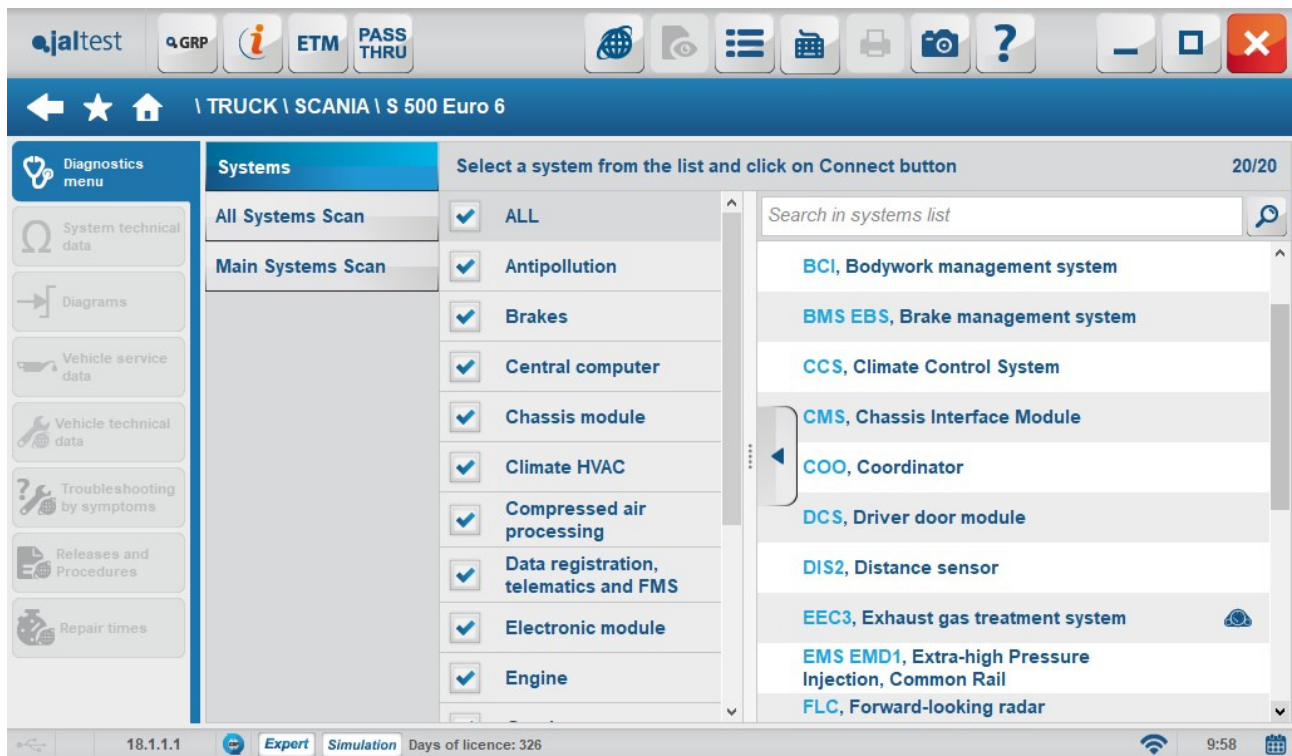 jaltest
GRP
i
ETM
PASS
THRU
?
\ TRUCK \ SCANIA \ S 500 Euro 6
Diagnostics
menu
System technical
data
Diagrams
Vehicle service
data
Vehicle technical
data
Troubleshooting
by symptoms
Releases and
Procedures
Repair times
Systems
All Systems Scan
Main Systems Scan
Select a system from the list and click on Connect button
20/20
ALL
Antipollution
Brakes
Central computer
Chassis module
Climate HVAC
Compressed air
processing
Data registration,
telematics and FMS
Electronic module
Engine
Search in systems list
BCI, Bodywork management system
BMS EBS, Brake management system
CCS, Climate Control System
CMS, Chassis Interface Module
COO, Coordinator
DCS, Driver door module
DIS2, Distance sensor
EEC3, Exhaust gas treatment system
EMS EMD1, Extra-high Pressure
Injection, Common Rail
FLC, Forward-looking radar
18.1.1.1
Expert
Simulation
Days of licence: 326
9:58